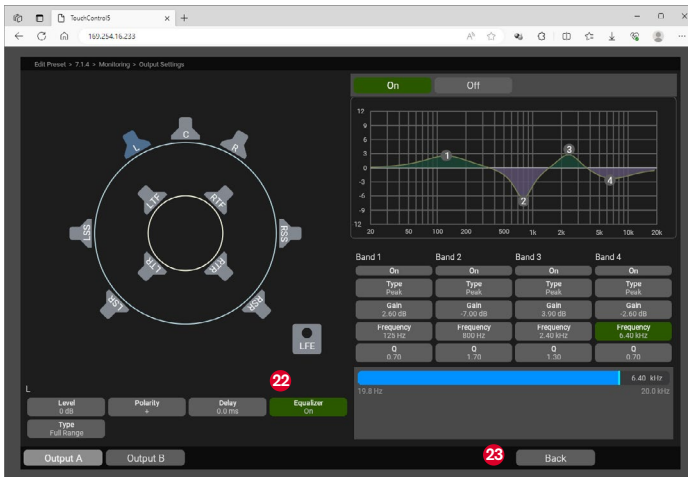 TouchControl5
169.254.16.233
Edit Preset > 7.1.4 > Monitoring > Output Settings
On Off
L C R
LTF RTF
LSS RSS
LTR RTR
LSR RSR
LFE
12
9
6
3
0
-3
-6
-9
12
1 2 3 4
20 50 100 200 500 1k 2k 5k 10k 20k
Band 1 Band 2 Band 3 Band 4
On On On On
Type Type Type Type
Peak Peak Peak Peak
Gain Gain Gain Gain
2.60 dB -7.00 dB 3.90 dB -2.60 dB
Frequency Frequency Frequency Frequency
125 Hz 800 Hz 2.40 kHz 6.40 kHz
Q Q Q Q
0.70 1.70 1.30 0.70
6.40 kHz
19.8 Hz 20.0 kHz
22
L
Level Polarity Delay Equalizer
0 dB + 0.0 ms On
Type
Full Range
Output A Output B
23 Back